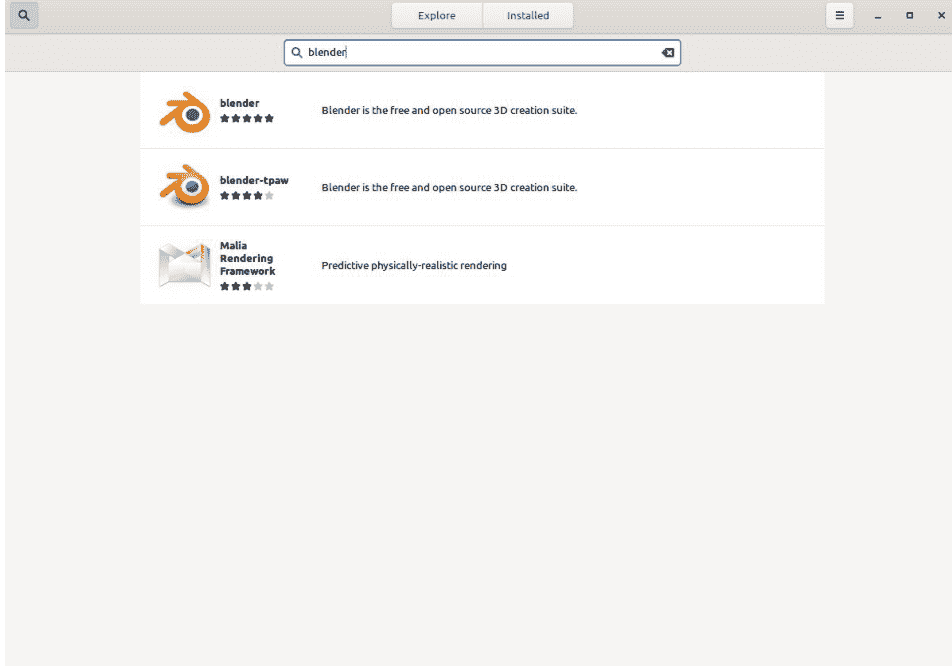 Explore
Installed
blender
blender
Blender is the free and open source 3D creation suite.
blender-tpaw
Blender is the free and open source 3D creation suite.
Malia
Rendering
Framework
Predictive physically-realistic rendering